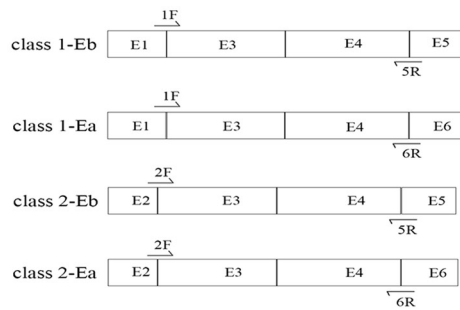 1F
class 1-Eb E1 E3 E4 E5
5R
1F
class 1-Ea E1 E3 E4 E6
6R
2F
class 2-Eb E2 E3 E4 E5
5R
2F
class 2-Ea E2 E3 E4 E6
6R